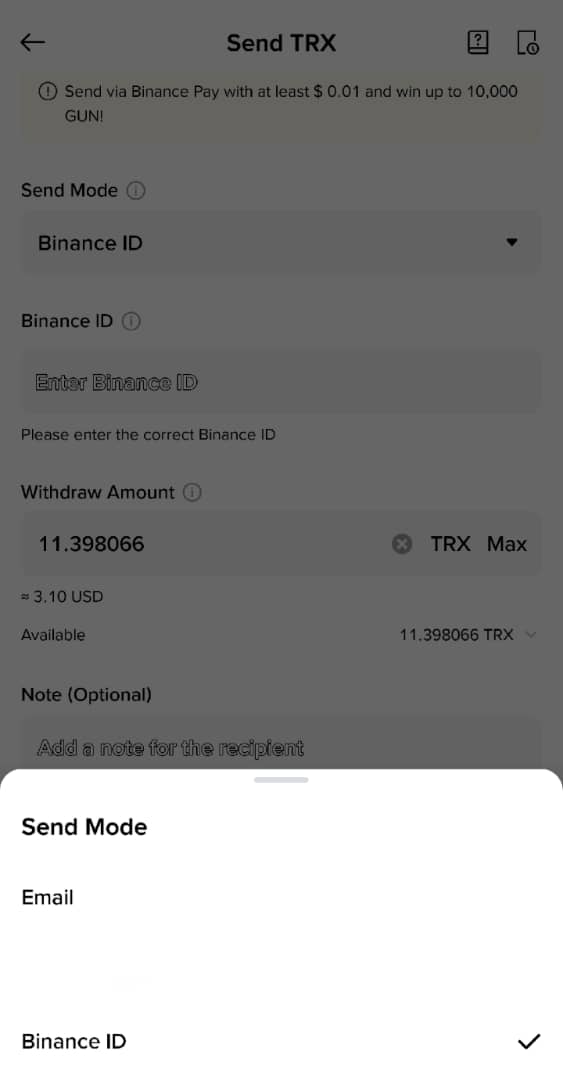 Send TRX
Send via Binance Pay with at least $ 0.01 and win up to 10,000
GUN!
Send Mode
Binance ID
Binance ID
Enter Binance ID
Please enter the correct Binance ID
Withdraw Amount
11.398066 TRX Max
≈ 3.10 USD
Available 11.398066 TRX
Note (Optional)
Add a note for the recipient
Send Mode
Email
Binance ID